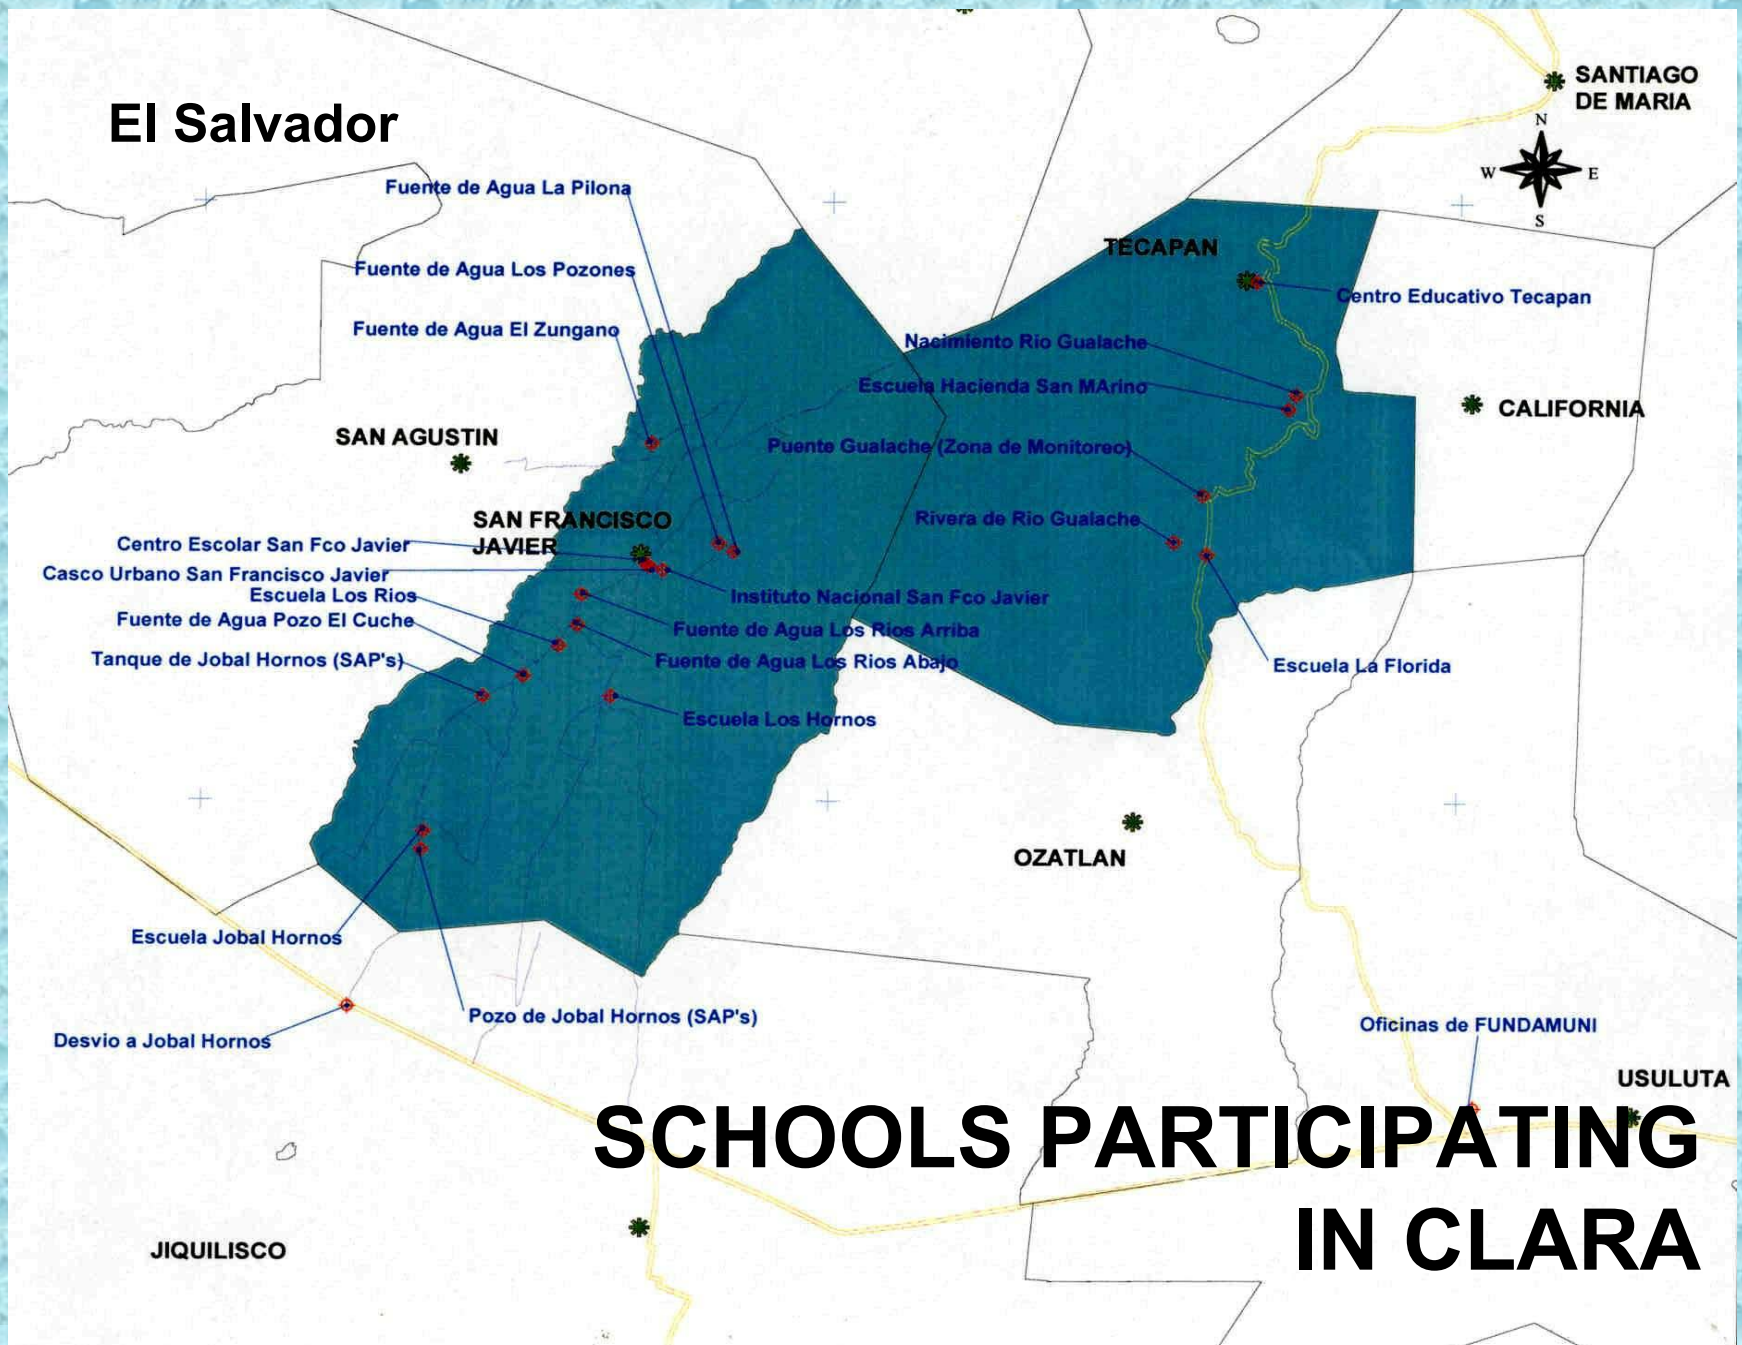 SANTIAGO
DE MARIA
El Salvador
N
W
E
S
Fuente de Agua La Pilona
TECAPAN
Fuente de Agua Los Pozones
Centro Educativo Tecapan
Fuente de Agua El Zungano
Nacimiento Rio Gualache
Escuela Hacienda San MArino
CALIFORNIA
SAN AGUSTIN
Puente Gualache (Zona de Monitoreo)
SAN FRANCISCO
JAVIER
Rivera de Rio Gualache
Centro Escolar San Fco Javier
Casco Urbano San Francisco Javier
Escuela Los Rios
Instituto Nacional San Fco Javier
Fuente de Agua Pozo El Cuche
Fuente de Agua Los Rios Arriba
Tanque de Jobal Hornos (SAP's)
Fuente de Agua Los Rios Abajo
Escuela La Florida
Escuela Los Hornos
OZATLAN
Escuela Jobal Hornos
Pozo de Jobal Hornos (SAP's)
Oficinas de FUNDAMUNI
Desvio a Jobal Hornos
USULUTA
SCHOOLS PARTICIPATING
IN CLARA
JIQUILISCO